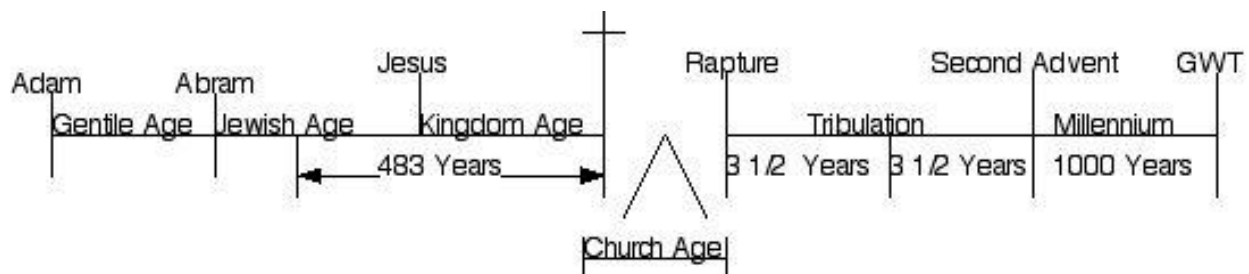 Jesus Rapture Second Advent GWT
Adam Abram
Gentile Age Jewish Age Kingdom Age Tribulation Millennium
483 Years 3 1/2 Years 3 1/2 Years 1000 Years
Church Age